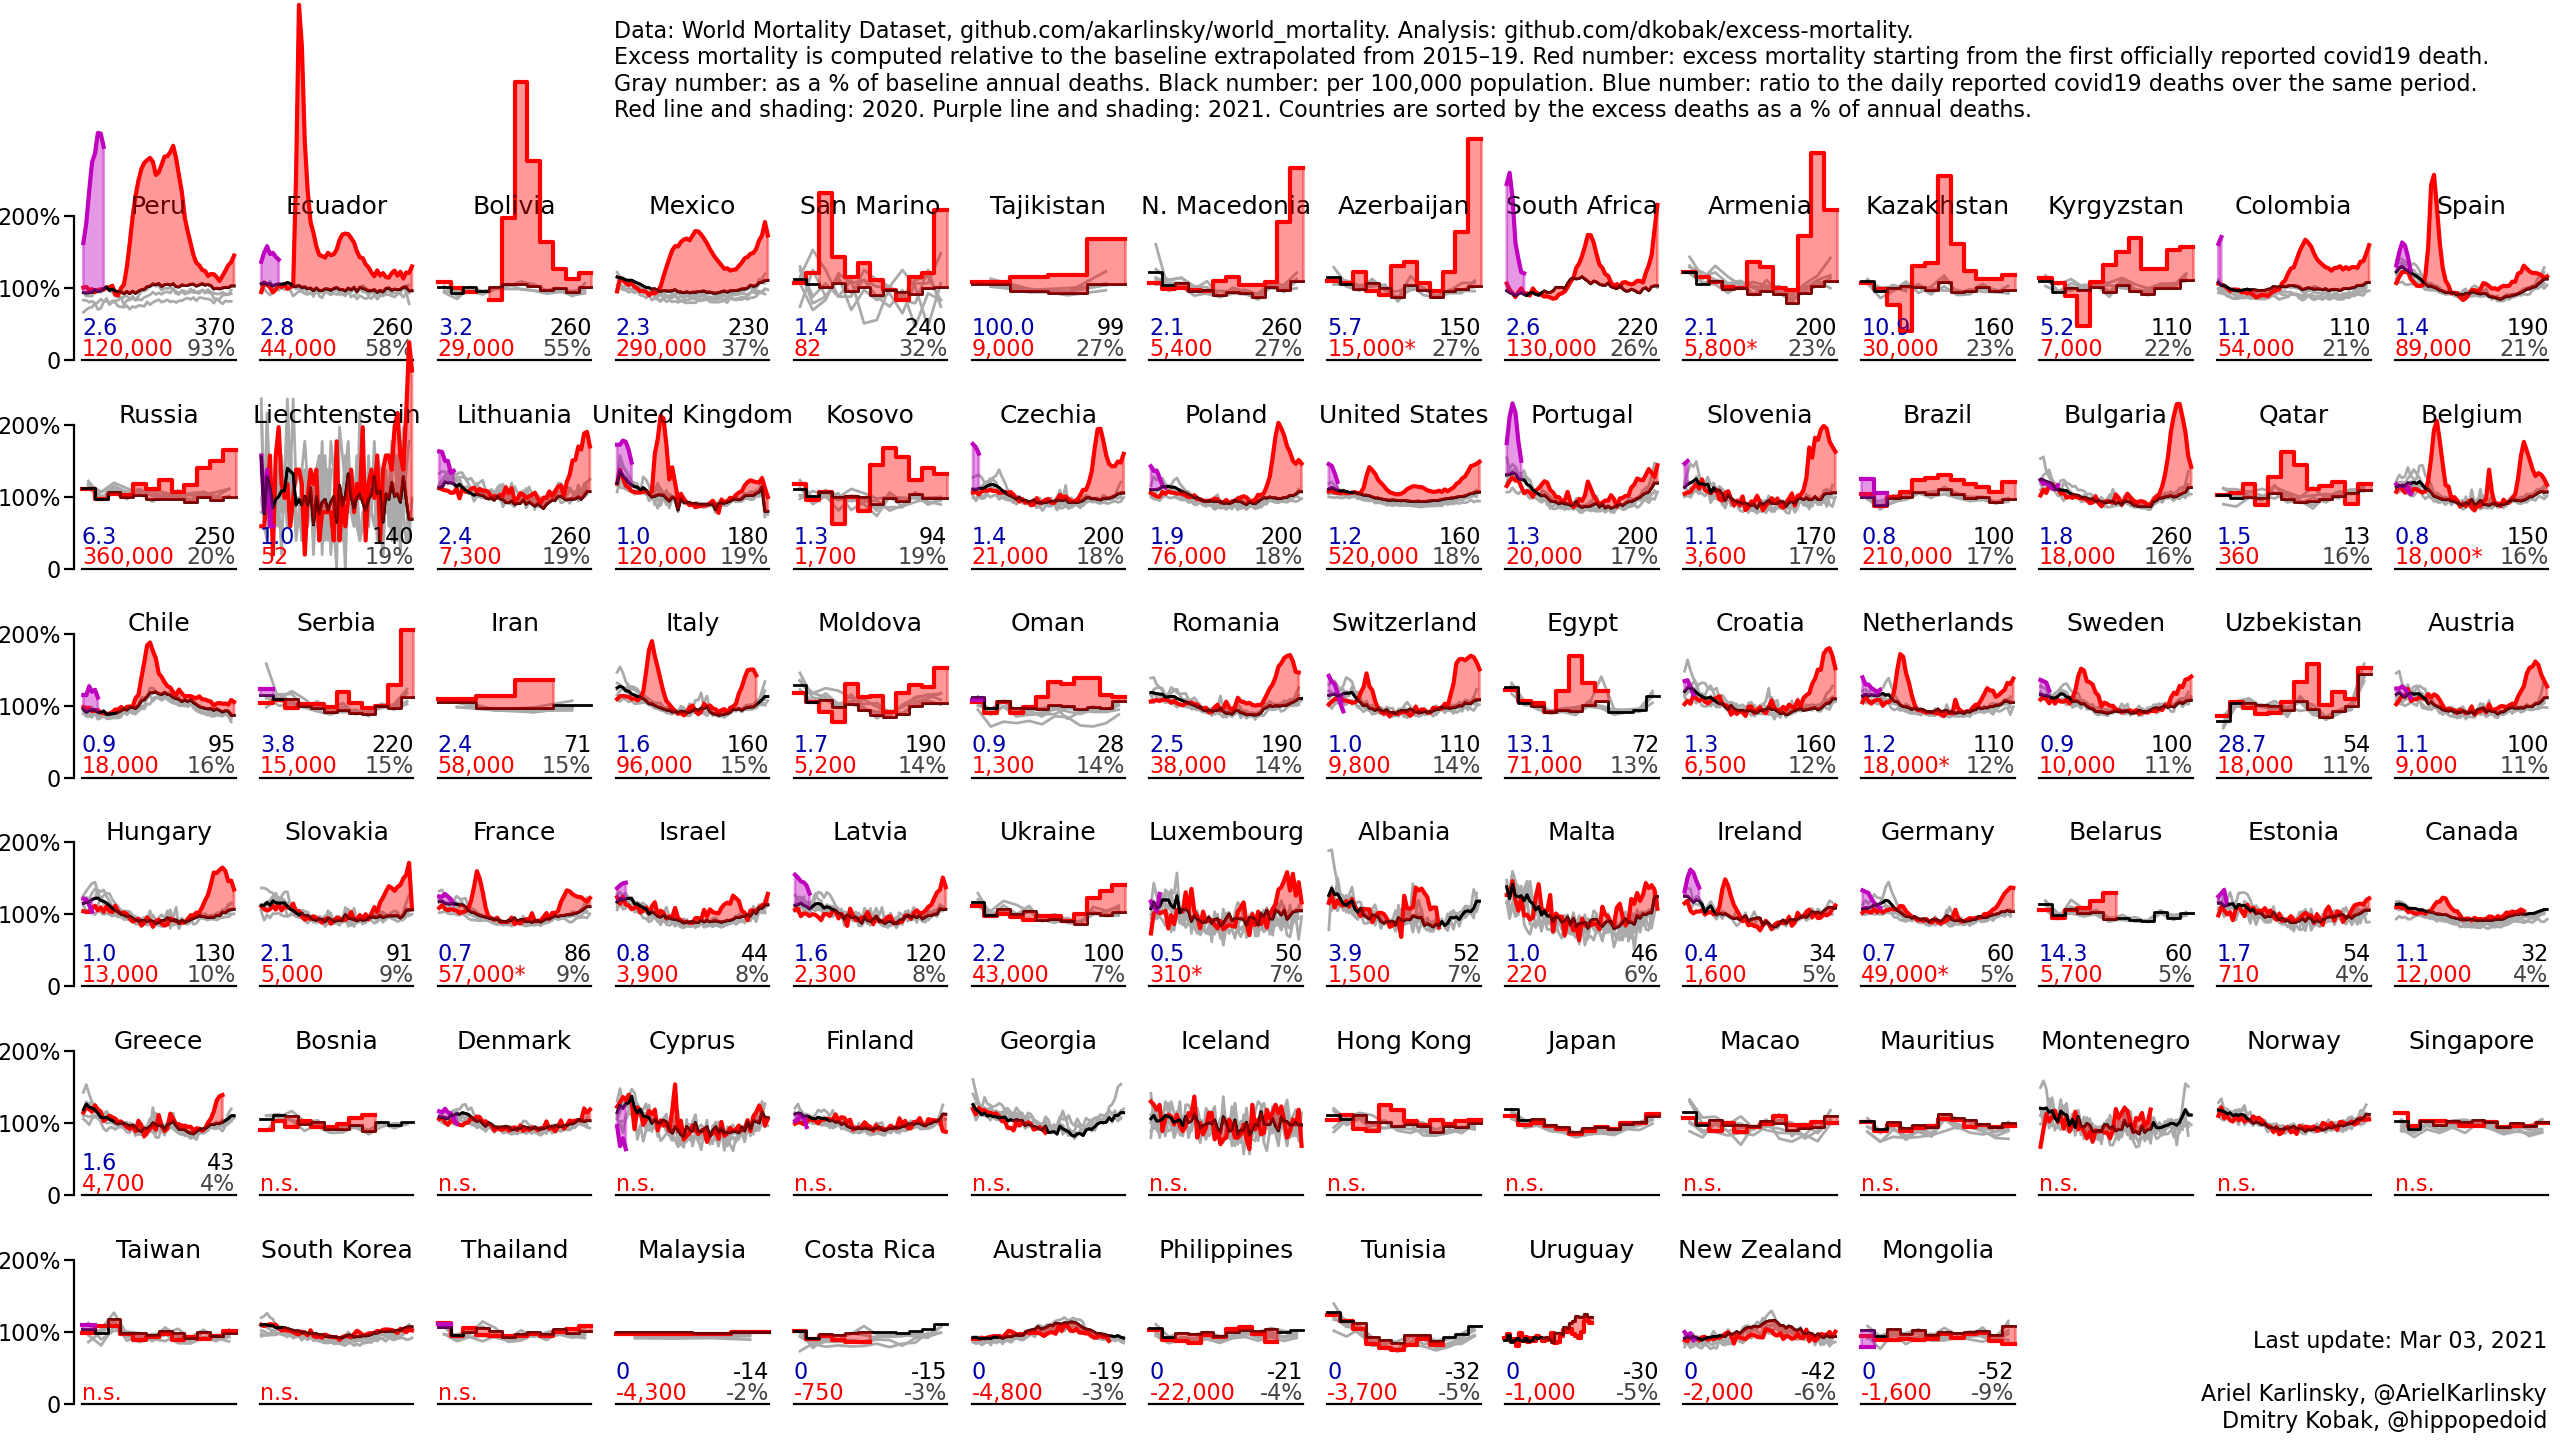 Data: World Mortality Dataset, github.com/akarlinsky/world_mortality. Analysis: github.com/dkobak/excess-mortality.
Excess mortality is computed relative to the baseline extrapolated from 2015–19. Red number: excess mortality starting from the first officially reported covid19 death.
Gray number: as a % of baseline annual deaths. Black number: per 100,000 population. Blue number: ratio to the daily reported covid19 deaths over the same period.
Red line and shading: 2020. Purple line and shading: 2021. Countries are sorted by the excess deaths as a % of annual deaths.
Peru Ecuador Bolivia Mexico San Marino Tajikistan N. Macedonia Azerbaijan South Africa Armenia Kazakhstan Kyrgyzstan Colombia Spain
200%
100%
2.6 370 2.8 260 3.2 260 2.3 230 1.4 240 100.0 99 2.1 260 5.7 150 2.6 220 2.1 200 10.9 160 5.2 110 1.1 110 1.4 190
0 120,000 93% 44,000 58% 29,000 55% 290,000 37% 82 32% 9,000 27% 5,400 27% 15,000* 27% 130,000 26% 5,800* 23% 30,000 23% 7,000 22% 54,000 21% 89,000 21%
Russia Liechtenstein Lithuania United Kingdom Kosovo Czechia Poland United States Portugal Slovenia Brazil Bulgaria Qatar Belgium
200%
100%
6.3 250 1.0 140 2.4 260 1.0 180 1.3 94 1.4 200 1.9 200 1.2 160 1.3 200 1.1 170 0.8 100 1.8 260 1.5 13 0.8 150
0 360,000 20% 52 19% 7,300 19% 120,000 19% 1,700 19% 21,000 18% 76,000 18% 520,000 18% 20,000 17% 3,600 17% 210,000 17% 18,000 16% 360 16% 18,000* 16%
Chile Serbia Iran Italy Moldova Oman Romania Switzerland Egypt Croatia Netherlands Sweden Uzbekistan Austria
200%
100%
0.9 95 3.8 220 2.4 71 1.6 160 1.7 190 0.9 28 2.5 190 1.0 110 13.1 72 1.3 160 1.2 110 0.9 100 28.7 54 1.1 100
0 18,000 16% 15,000 15% 58,000 15% 96,000 15% 5,200 14% 1,300 14% 38,000 14% 9,800 14% 71,000 13% 6,500 12% 18,000* 12% 10,000 11% 18,000 11% 9,000 11%
Hungary Slovakia France Israel Latvia Ukraine Luxembourg Albania Malta Ireland Germany Belarus Estonia Canada
200%
100%
1.0 130 2.1 91 0.7 86 0.8 44 1.6 120 2.2 100 0.5 50 3.9 52 1.0 46 0.4 34 0.7 60 14.3 60 1.7 54 1.1 32
0 13,000 10% 5,000 9% 57,000* 9% 3,900 8% 2,300 8% 43,000 7% 310* 7% 1,500 7% 220 6% 1,600 5% 49,000* 5% 5,700 5% 710 4% 12,000 4%
Greece Bosnia Denmark Cyprus Finland Georgia Iceland Hong Kong Japan Macao Mauritius Montenegro Norway Singapore
200%
100%
1.6 43
0 4,700 4% n.s. n.s. n.s. n.s. n.s. n.s. n.s. n.s. n.s. n.s. n.s. n.s. n.s.
Taiwan South Korea Thailand Malaysia Costa Rica Australia Philippines Tunisia Uruguay New Zealand Mongolia
200%
100%
Last update: Mar 03, 2021
0 -14 0 -15 0 -19 0 -21 0 -32 0 -30 0 -42 0 -52
0 n.s. n.s. n.s. -4,300 -2% -750 -3% -4,800 -3% -22,000 -4% -3,700 -5% -1,000 -5% -2,000 -6% -1,600 -9%
Ariel Karlinsky, @ArielKarlinsky
Dmitry Kobak, @hippopedoid